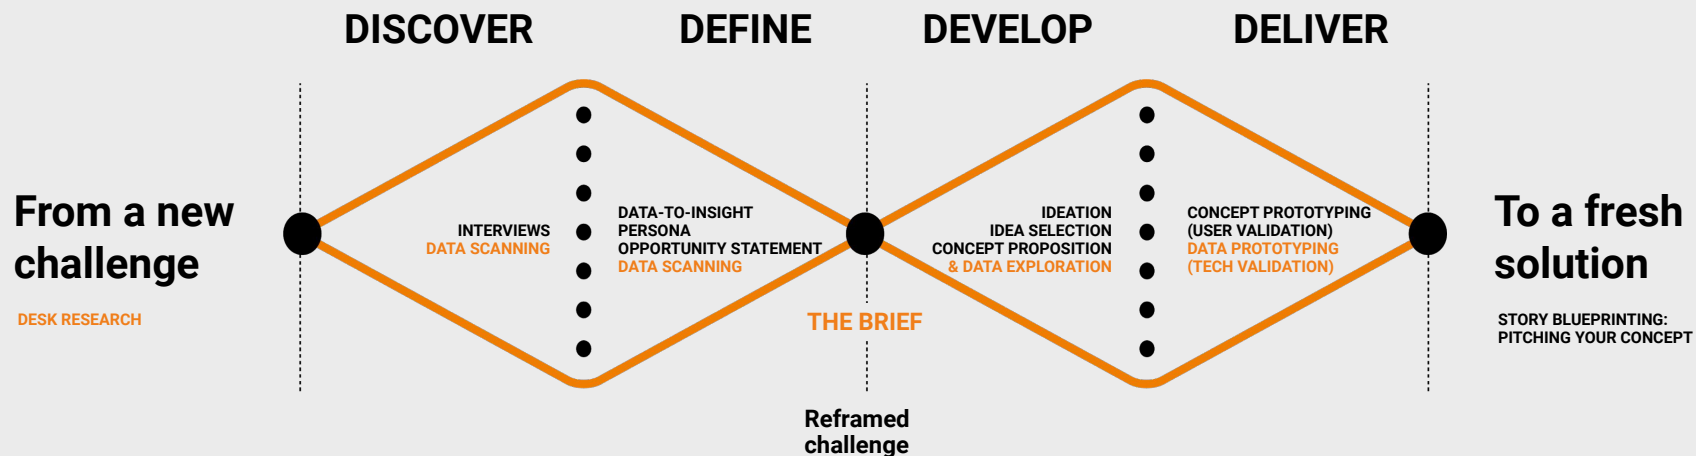 DISCOVER
DEFINE
DEVELOP
DELIVER
From a new
challenge
DESK RESEARCH
INTERVIEWS
DATA SCANNING
DATA-TO-INSIGHT
PERSONA
OPPORTUNITY STATEMENT
DATA SCANNING
THE BRIEF
Reframed
challenge
IDEATION
IDEA SELECTION
CONCEPT PROPOSITION
& DATA EXPLORATION
CONCEPT PROTOTYPING
(USER VALIDATION)
DATA PROTOTYPING
(TECH VALIDATION)
To a fresh
solution
STORY BLUEPRINTING:
PITCHING YOUR CONCEPT